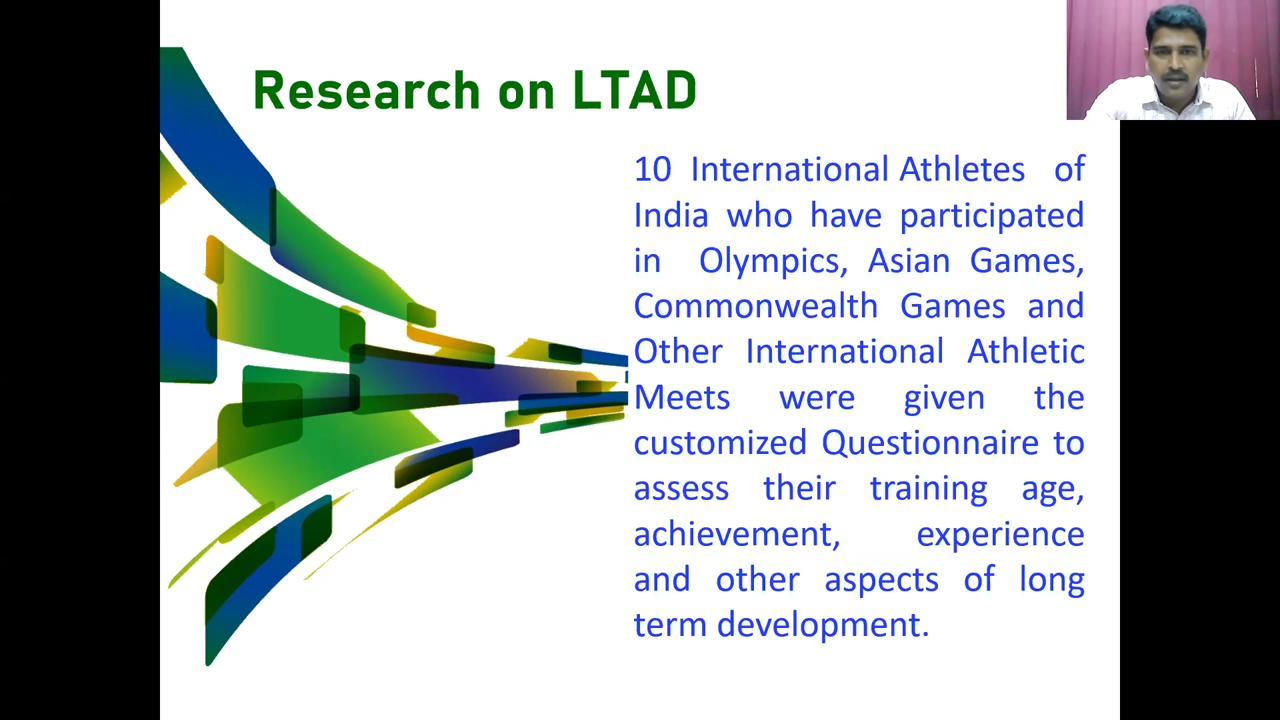 Research on LTAD
10 International Athletes of
India who have participated
in Olympics, Asian Games,
Commonwealth Games and
Other International Athletic
Meets were given the
customized Questionnaire to
assess their training age,
achievement, experience
and other aspects of long
term development.